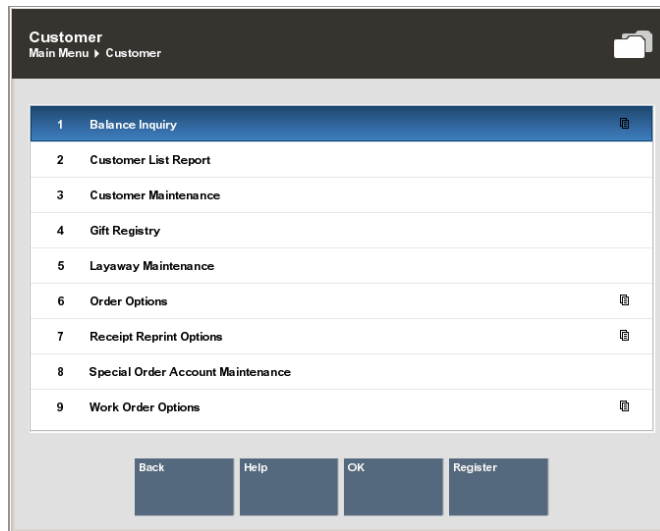 Customer
Main Menu ▸ Customer
1 Balance Inquiry
2 Customer List Report
3 Customer Maintenance
4 Gift Registry
5 Layaway Maintenance
6 Order Options
7 Receipt Reprint Options
8 Special Order Account Maintenance
9 Work Order Options
Back Help OK Register